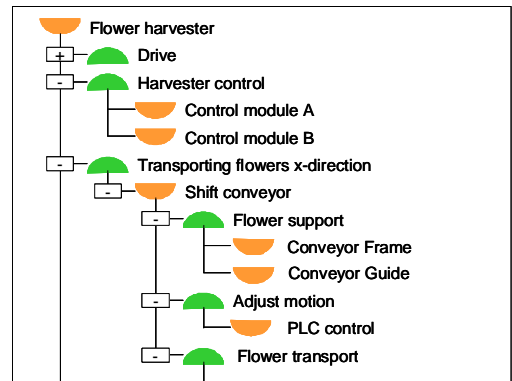 Flower harvester
+ Drive
- Harvester control
Control module A
Control module B
- Transporting flowers x-direction
- Shift conveyor
- Flower support
Conveyor Frame
Conveyor Guide
- Adjust motion
PLC control
- Flower transport